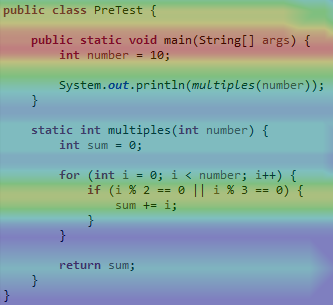 public class PreTest {
public static void main(String[] args) {
int number = 10;
System.out.println(multiples(number));
}
static int multiples(int number) {
int sum = 0;
for (int i = 0; i < number; i++) {
if (i % 2 == 0 || i % 3 == 0) {
sum += i;
}
}
return sum;
}
}